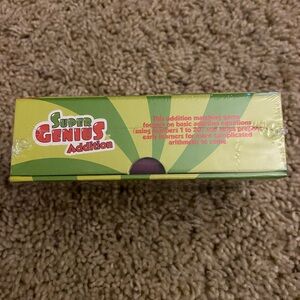 SUPER
GENIUS
Addition
This addition matching game
focuses on basic addition equations
(using numbers 1 to 20) and helps prepare
early learners for more complicated
arithmetic to come.